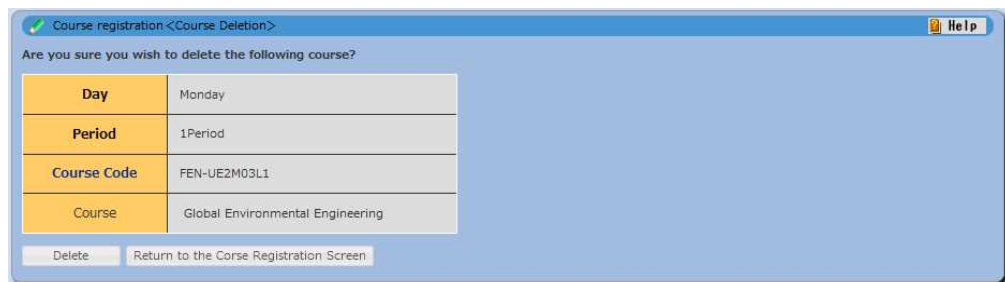 Course registration <Course Deletion>
Help
Are you sure you wish to delete the following course?
Day Monday
Period 1Period
Course Code FEN-UE2M03L1
Course Global Environmental Engineering
Delete Return to the Corse Registration Screen